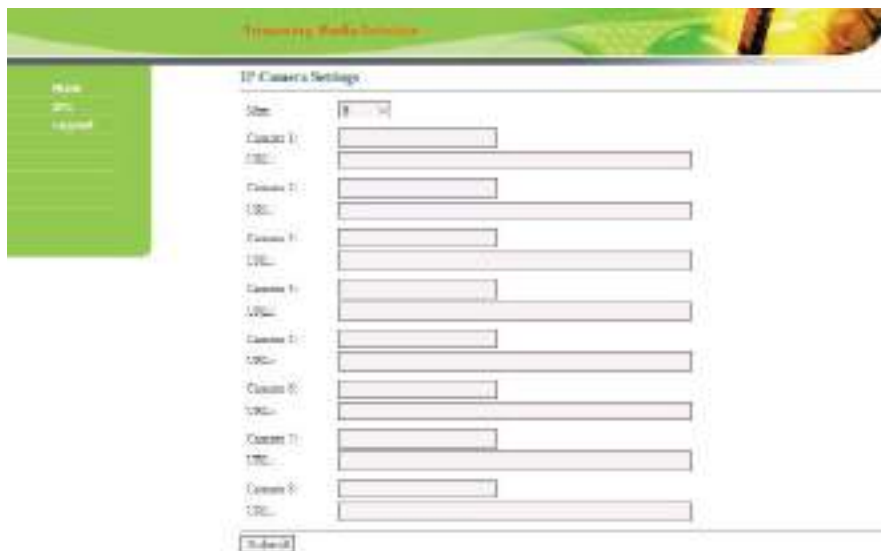 IP Camera Settings
Camera 1:
URL:
Camera 2:
URL:
Camera 3:
URL:
Camera 4:
URL:
Camera 5:
URL:
Camera 6:
URL:
Camera 7:
URL:
Camera 8:
URL:
Submit